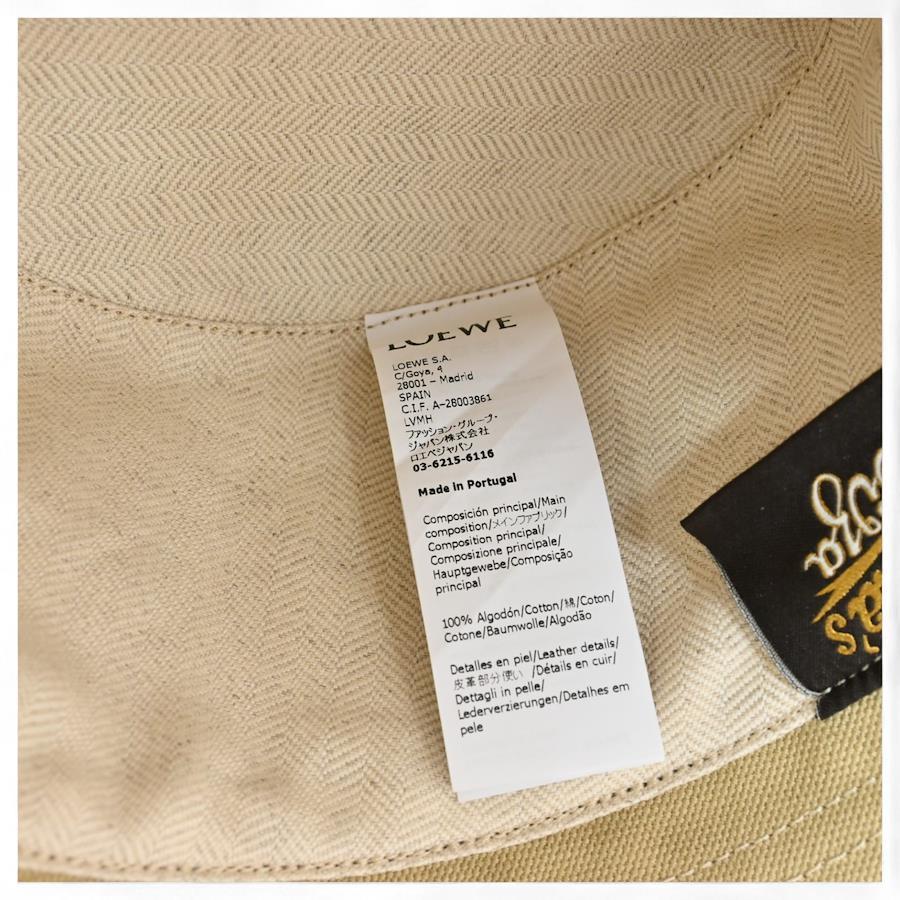 LOEWE
LOEWE S.A.
C/Goya, 4
28001 – Madrid
SPAIN
C.I.F. A-28003861
LVMH
ファッション・グループ・
ジャパン株式会社
ロエベジャパン
03-6215-6116
Made in Portugal
Composición principal/Main
composition/メインファブリック/
Composition principal/
Composizione principale/
Hauptgewebe/Composição
principal
100% Algodón/Cotton/綿/Coton/
Cotone/Baumwolle/Algodão
Detalles en piel/Leather details/
皮革部分使い /Détails en cuir/
Dettagli in pelle/
Lederverzierungen/Detalhes em
pele